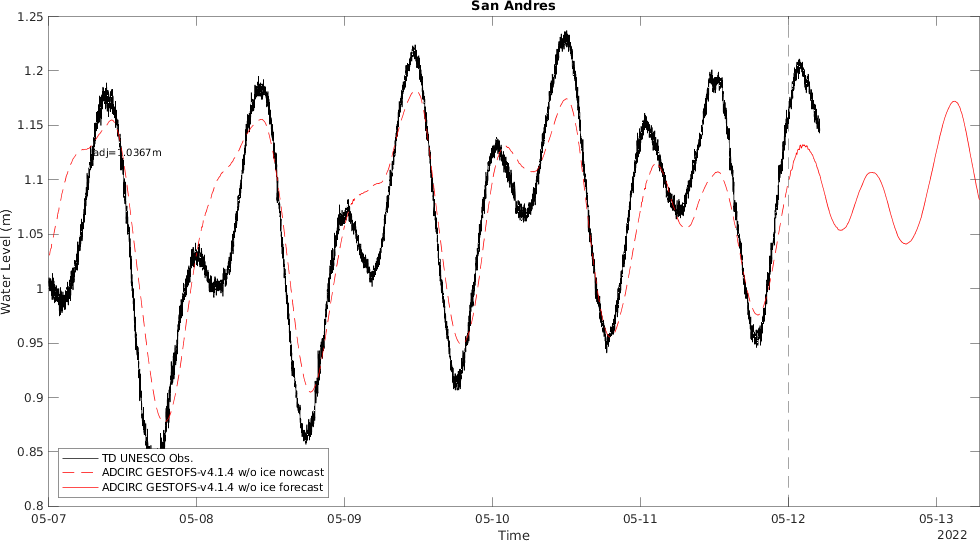 San Andres
1.25
1.2
1.15
1.1
1.05
1
0.95
0.9
0.85
0.8
Water Level (m)
adj=1.0367m
TD UNESCO Obs.
ADCIRC GESTOFS-v4.1.4 w/o ice nowcast
ADCIRC GESTOFS-v4.1.4 w/o ice forecast
05-07 05-08 05-09 05-10 05-11 05-12 05-13
Time
2022